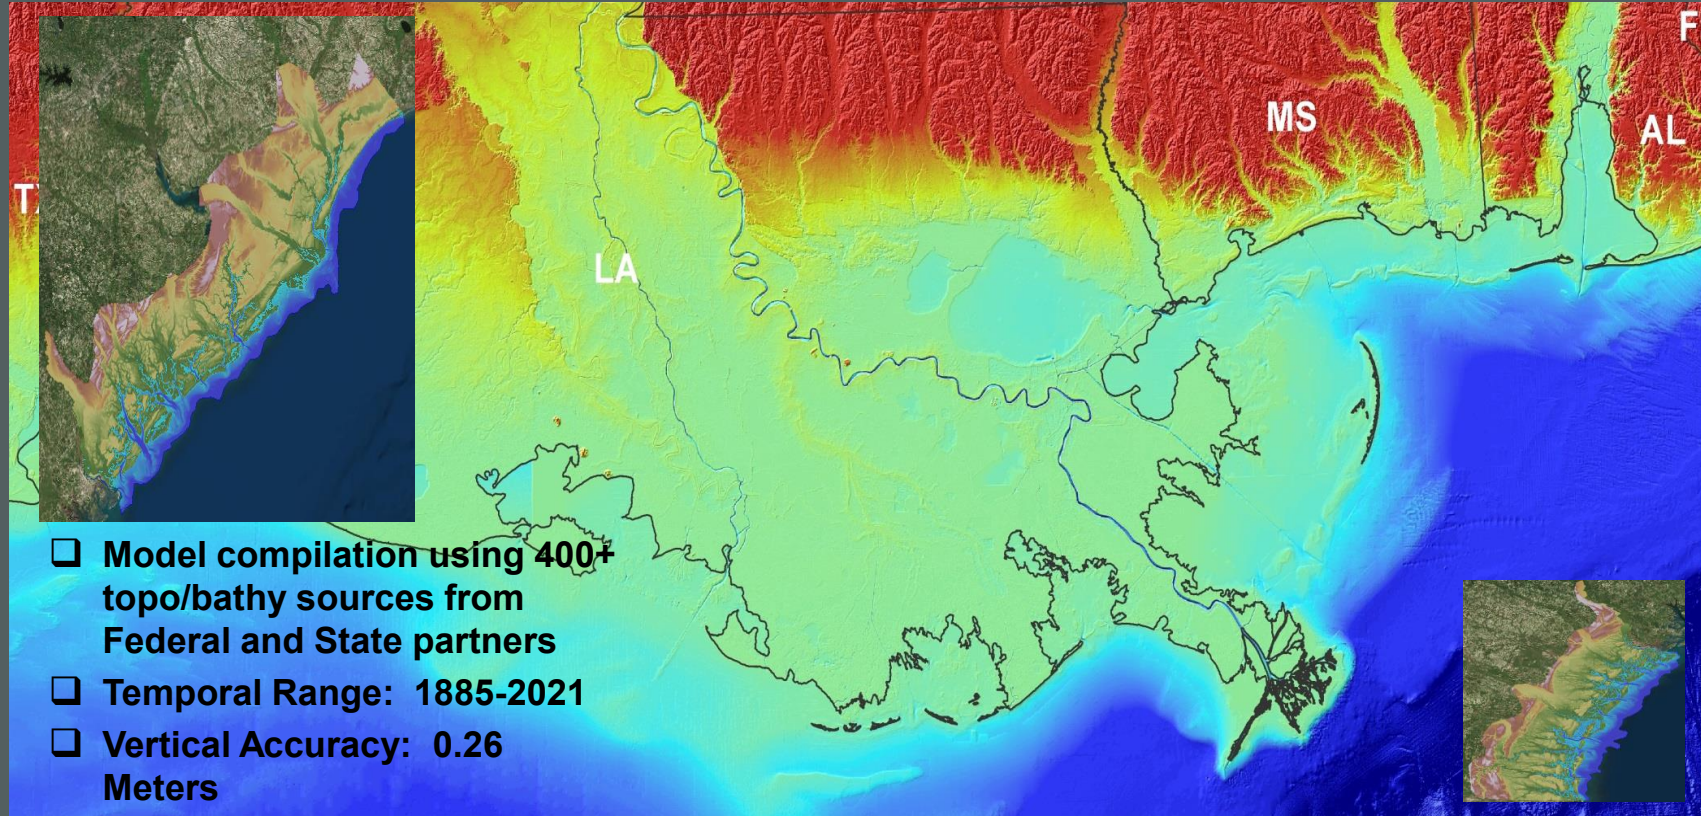 F
MS
AL
T
LA
❑ Model compilation using 400+
topo/bathy sources from
Federal and State partners
❑ Temporal Range: 1885-2021
❑ Vertical Accuracy: 0.26
Meters